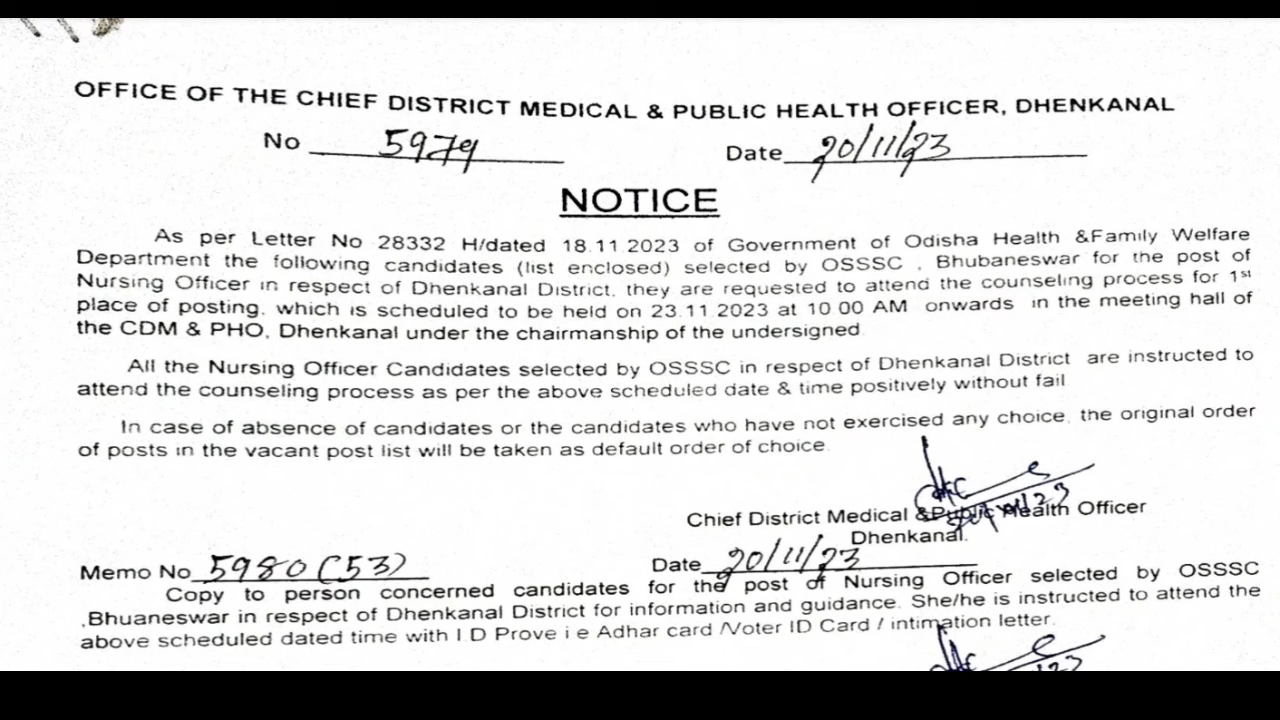 OFFICE OF THE CHIEF DISTRICT MEDICAL & PUBLIC HEALTH OFFICER, DHENKANAL
No 5979 Date 20/11/23
NOTICE
As per Letter No 28332 H/dated 18.11.2023 of Government of Odisha Health &Family Welfare
Department the following candidates (list enclosed) selected by OSSSC , Bhubaneswar for the post of
Nursing Officer in respect of Dhenkanal District, they are requested to attend the counseling process for 1st
place of posting, which is scheduled to be held on 23.11.2023 at 10.00 AM onwards in the meeting hall of
the CDM & PHO, Dhenkanal under the chairmanship of the undersigned.
All the Nursing Officer Candidates selected by OSSSC in respect of Dhenkanal District are instructed to
attend the counseling process as per the above scheduled date & time positively without fail.
In case of absence of candidates or the candidates who have not exercised any choice, the original order
of posts in the vacant post list will be taken as default order of choice.
Chief District Medical &Public Health Officer
Dhenkanal.
Memo No 5980 (53) Date 20/11/23
Copy to person concerned candidates for the post of Nursing Officer selected by OSSSC
,Bhuaneswar in respect of Dhenkanal District for information and guidance. She/he is instructed to attend the
above scheduled dated time with I.D Prove i.e Adhar card /Voter ID Card / intimation letter.